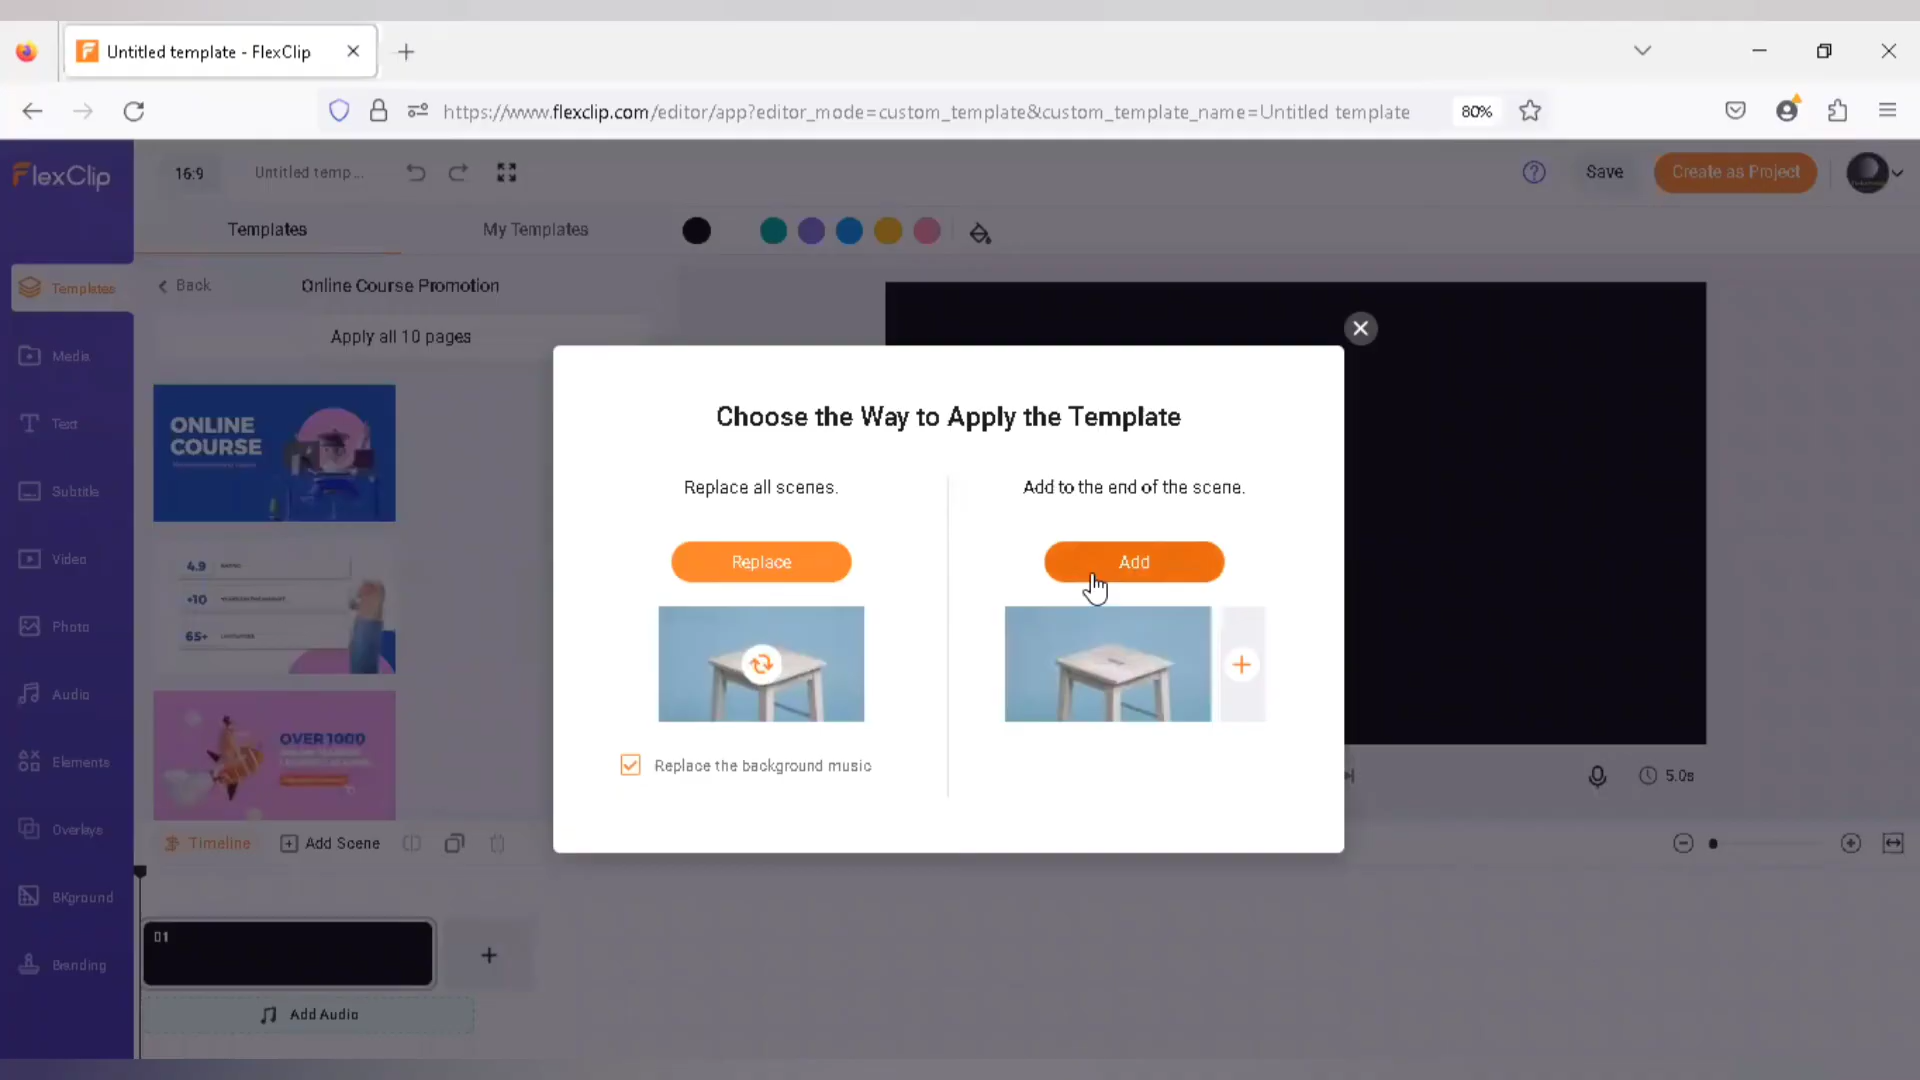 Untitled template - FlexClip
https://www.flexclip.com/editor/app?editor_mode=custom_template&custom_template_name=Untitled template
80%
FlexClip
16:9
Untitled temp...
Save
Create as Project
Templates
My Templates
Templates
Media
Text
Subtitle
Video
Photo
Audio
Elements
Overlays
BKground
Branding
Back
Online Course Promotion
Apply all 10 pages
ONLINE
COURSE
4.9
+10
65+
OVER 1000
Choose the Way to Apply the Template
Replace all scenes.
Replace
Replace the background music
Add to the end of the scene.
Add
5.0s
Timeline
Add Scene
01
Add Audio